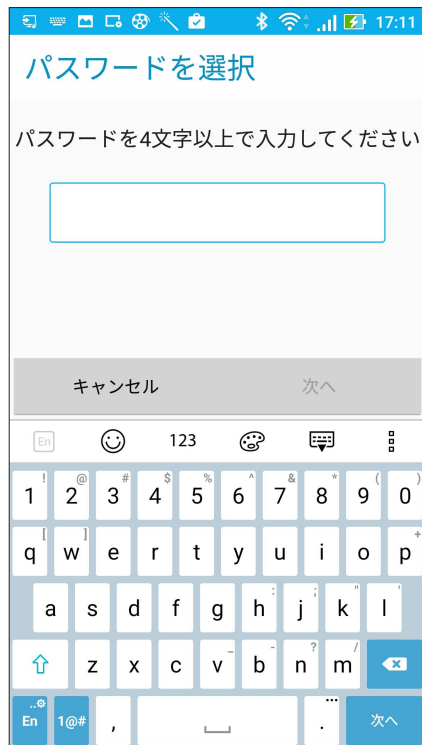 17:11
パスワードを選択
パスワードを4文字以上で入力してください
キャンセル 次へ
En 123
! @ # $ % ^ & * ( )
1 2 3 4 5 6 7 8 9 0
[ ] +
q w e r t y u i o p
: ; " '
a s d f g h j k l
_ - ? /
z x c v b n m
En 1@# , . 次へ